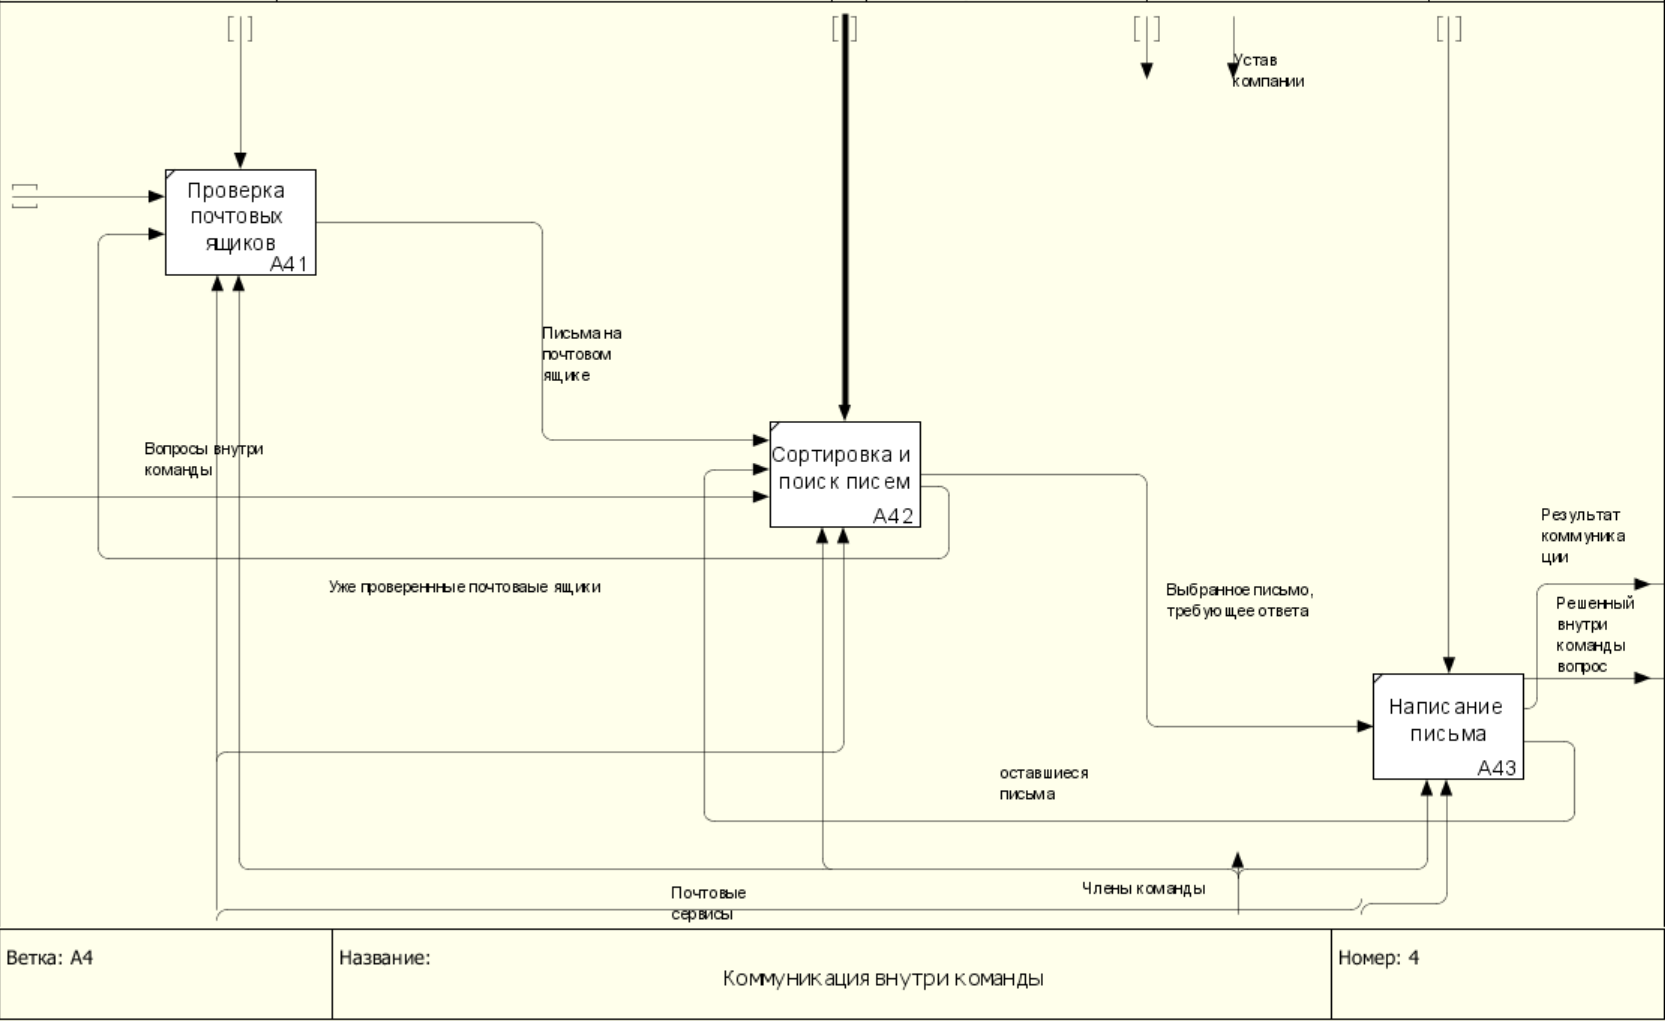 Устав
компании
Проверка
почтовых
ящиков
A41
Письма на
почтовом
ящике
Вопросы внутри
команды
Сортировка и
поиск писем
A42
Уже проверенные почтоваые ящики
Выбранное письмо,
требующее ответа
Результат
коммуника
ции
Решенный
внутри
команды
вопрос
Написание
письма
A43
оставшиеся
письма
Члены команды
Почтовые
сервисы
Ветка: A4
Название:
Коммуникация внутри команды
Номер: 4